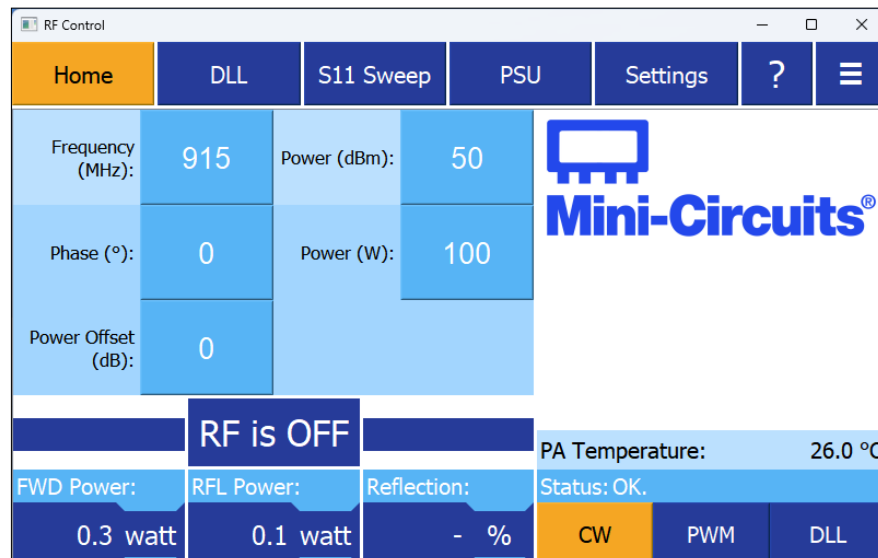 RF Control
Home DLL S11 Sweep PSU Settings ? ☰
Frequency
(MHz):
915
Power (dBm):
50
Phase (°):
0
Power (W):
100
Power Offset
(dB):
0
Mini-Circuits®
RF is OFF
PA Temperature: 26.0 °C
FWD Power: RFL Power: Reflection: Status: OK.
0.3 watt 0.1 watt - % CW PWM DLL